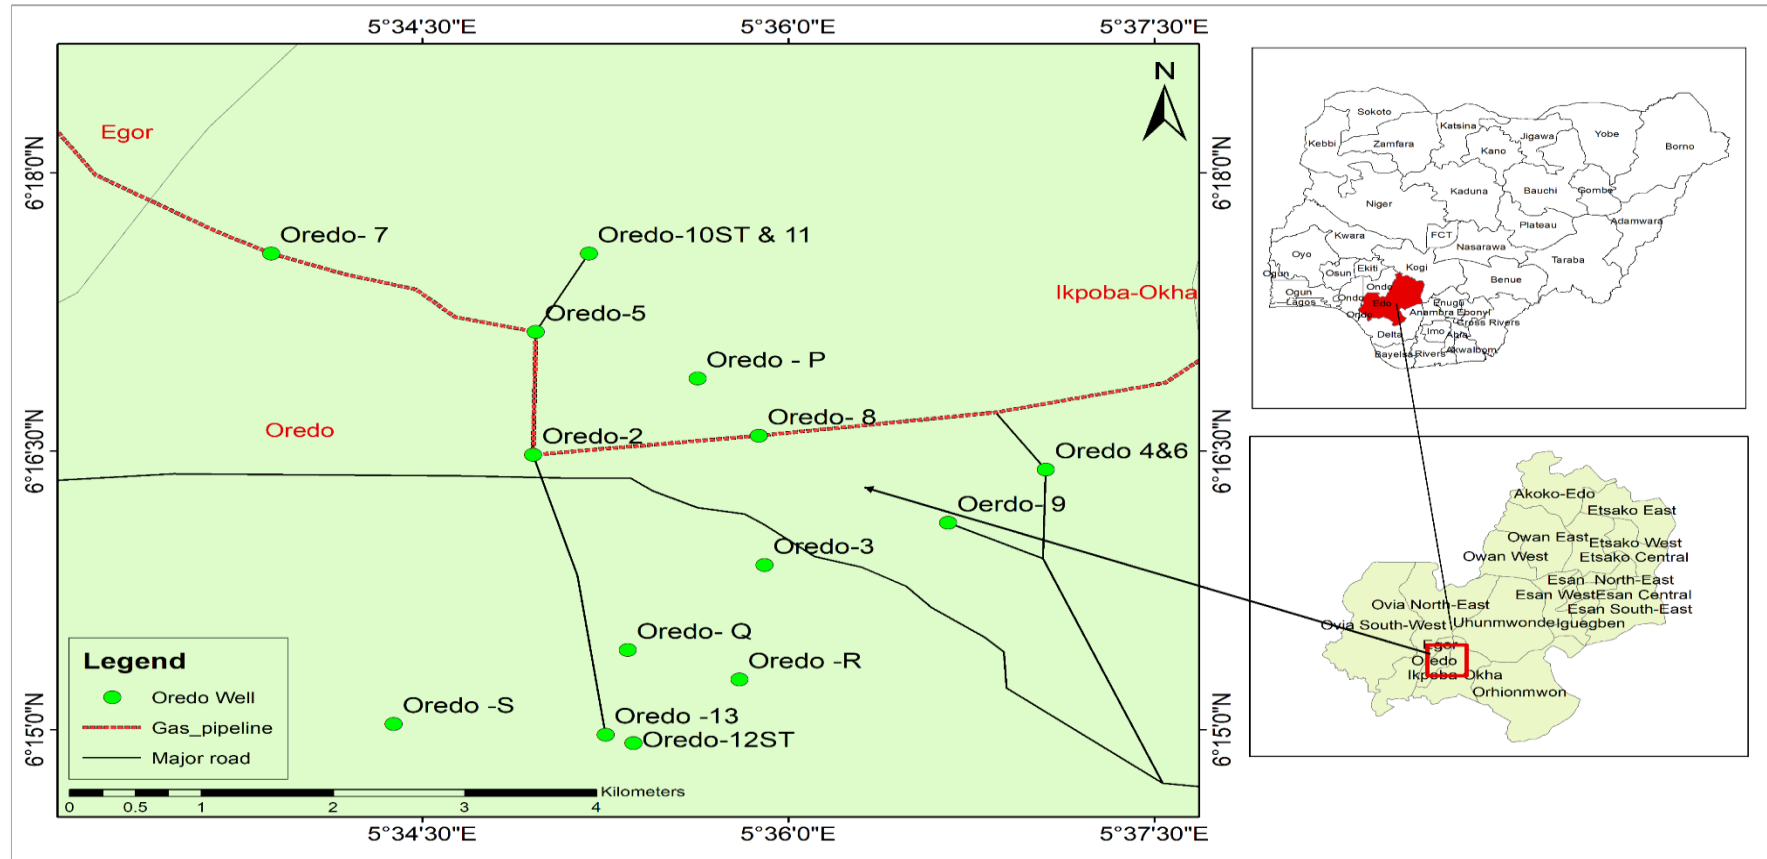 5°34'30"E
5°36'0"E
5°37'30"E
N
Egor
6°18'0"N
6°18'0"N
Oredo- 7
Oredo-10ST & 11
Ikpoba-Okha
Oredo-5
Oredo - P
Oredo- 8
Oredo
Oredo-2
Oredo 4&6
6°16'30"N
6°16'30"N
Oerdo- 9
Oredo-3
Oredo- Q
Oredo -R
Oredo -S
Oredo -13
Oredo-12ST
6°15'0"N
6°15'0"N
Legend
Oredo Well
Gas_pipeline
Major road
Kilometers
0 0.5 1 2 3 4
5°34'30"E
5°36'0"E
5°37'30"E
Sokoto
Katsina
Jigawa
Yobe
Kebbi
Zamfara
Kano
Borno
Kaduna
Bauchi
Gombe
Niger
Adamwara
Plateau
Kwara
FCT
Nasarawa
Oyo
Taraba
Ogun
Osun
Ekiti
Kogi
Benue
Ondo
Ogun
Lagos
Ondo
Edo
Enugu
Ondo
Anambra
Ebonyi
Cross Rivers
Delta
Imo
Abia
Bayelsa
Rivers
Akwaibom
Akoko-Edo
Etsako East
Owan East
Etsako West
Owan West
Etsako Central
Esan North-East
Esan West
Esan Central
Ovia North-East
Esan South-East
Ovia South-West
Uhunmwonde
Iguegben
Egor
Oredo
Ikpoba-Okha
Orhionmwon